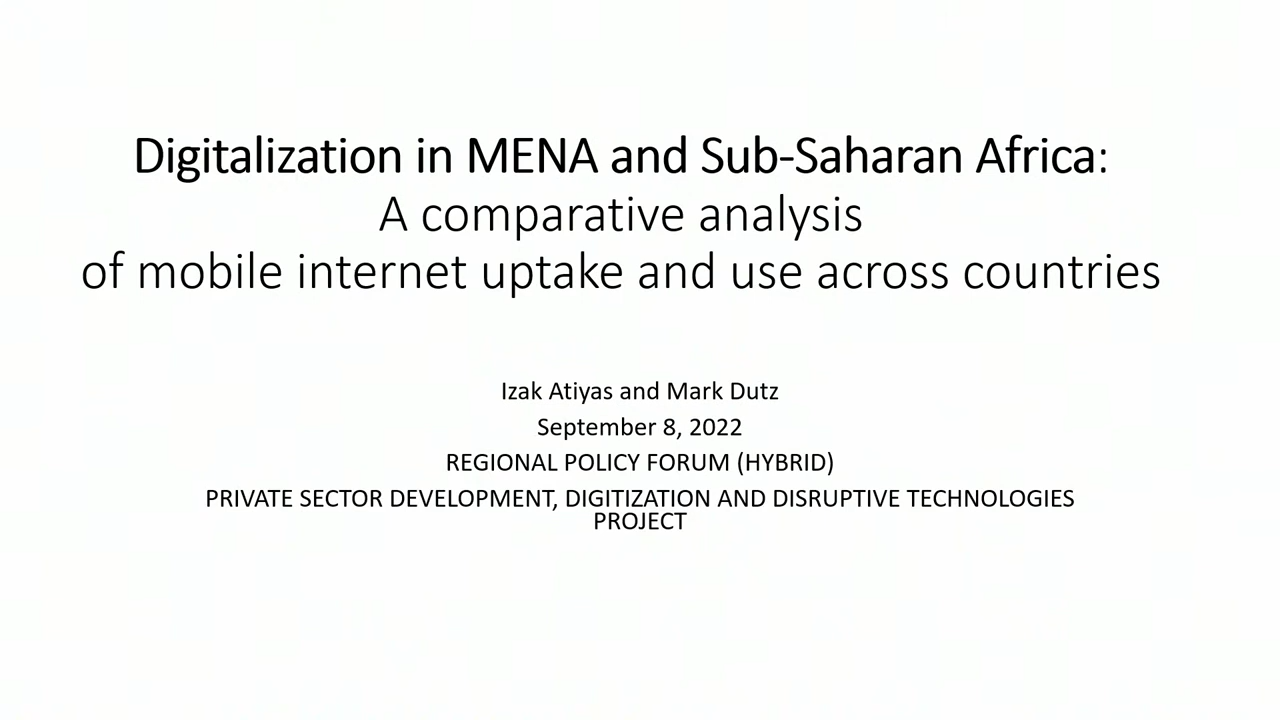 Digitalization in MENA and Sub-Saharan Africa:
A comparative analysis
of mobile internet uptake and use across countries
Izak Atiyas and Mark Dutz
September 8, 2022
REGIONAL POLICY FORUM (HYBRID)
PRIVATE SECTOR DEVELOPMENT, DIGITIZATION AND DISRUPTIVE TECHNOLOGIES
PROJECT